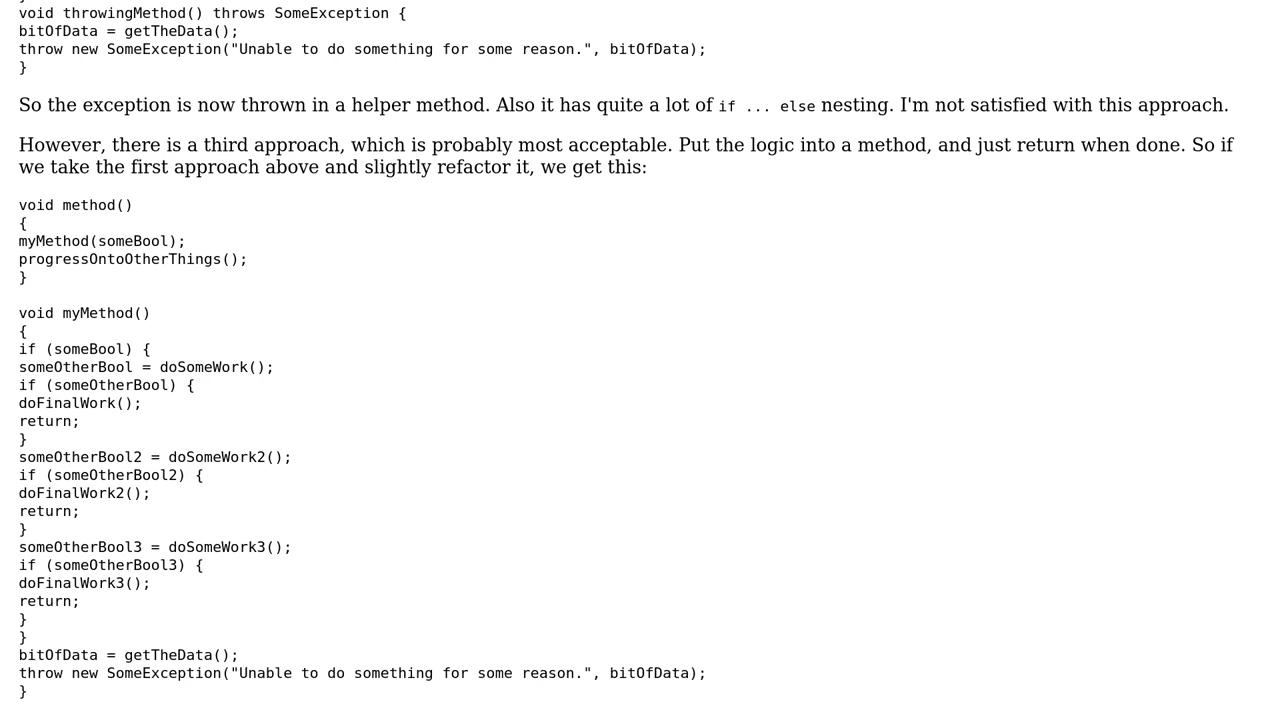 void throwingMethod() throws SomeException {
bitOfData = getTheData();
throw new SomeException("Unable to do something for some reason.", bitOfData);
}
So the exception is now thrown in a helper method. Also it has quite a lot of if ... else nesting. I'm not satisfied with this approach.
However, there is a third approach, which is probably most acceptable. Put the logic into a method, and just return when done. So if
we take the first approach above and slightly refactor it, we get this:
void method()
{
myMethod(someBool);
progressOntoOtherThings();
}
void myMethod()
{
if (someBool) {
someOtherBool = doSomeWork();
if (someOtherBool) {
doFinalWork();
return;
}
someOtherBool2 = doSomeWork2();
if (someOtherBool2) {
doFinalWork2();
return;
}
someOtherBool3 = doSomeWork3();
if (someOtherBool3) {
doFinalWork3();
return;
}
}
bitOfData = getTheData();
throw new SomeException("Unable to do something for some reason.", bitOfData);
}